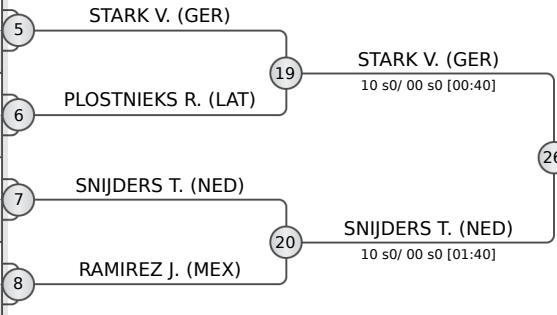 5
STARK V. (GER)
19
STARK V. (GER)
10 s0/ 00 s0 [00:40]
6
PLOSTNIEKS R. (LAT)
26
7
SNIJDERS T. (NED)
20
SNIJDERS T. (NED)
10 s0/ 00 s0 [01:40]
8
RAMIREZ J. (MEX)